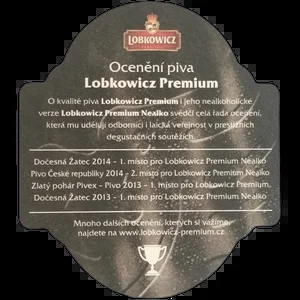 LOBKOWICZ
Ocenění piva
Lobkowicz Premium
O kvalitě piva Lobkowicz Premium i jeho nealkoholické
verze Lobkowicz Premium Nealko svědčí celá řada ocenění,
která mu udělují odborníci i laická veřejnost v prestižních
degustačních soutěžích.
Dočesná Žatec 2014 - 1. místo pro Lobkowicz Premium Nealko
Pivo České republiky 2014 - 2. místo pro Lobkowicz Premium Nealko
Zlatý pohár Pivex - Pivo 2013 - 1. místo pro Lobkowicz Premium,
Dočesná Žatec 2013 - 1. místo pro Lobkowicz Premium Nealko
Mnoho dalších ocenění, kterých si vážíme,
najdete na www.lobkowicz-premium.cz